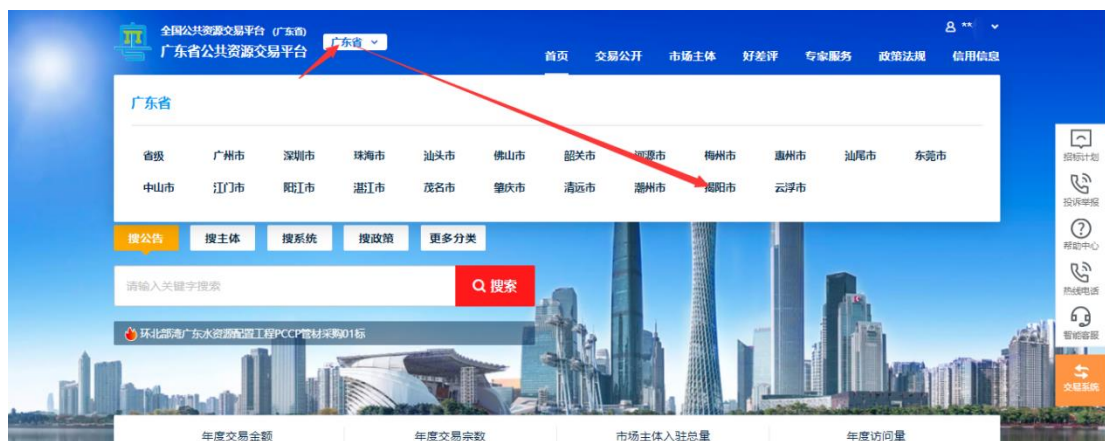 全国公共资源交易平台 (广东省)
广东省公共资源交易平台
广东省
**
首页 交易公开 市场主体 好差评 专家服务 政策法规 信用信息
广东省
省级 广州市 深圳市 珠海市 汕头市 佛山市 韶关市 河源市 梅州市 惠州市 汕尾市 东莞市
中山市 江门市 阳江市 湛江市 茂名市 肇庆市 清远市 潮州市 揭阳市 云浮市
搜公告 搜主体 搜系统 搜政策 更多分类
请输入关键字搜索
搜索
环北部湾广东水资源配置工程PCCP管材采购01标
招标计划
投诉举报
帮助中心
热线电话
智能客服
交易系统
年度交易金额 年度交易宗数 市场主体入驻总量 年度访问量